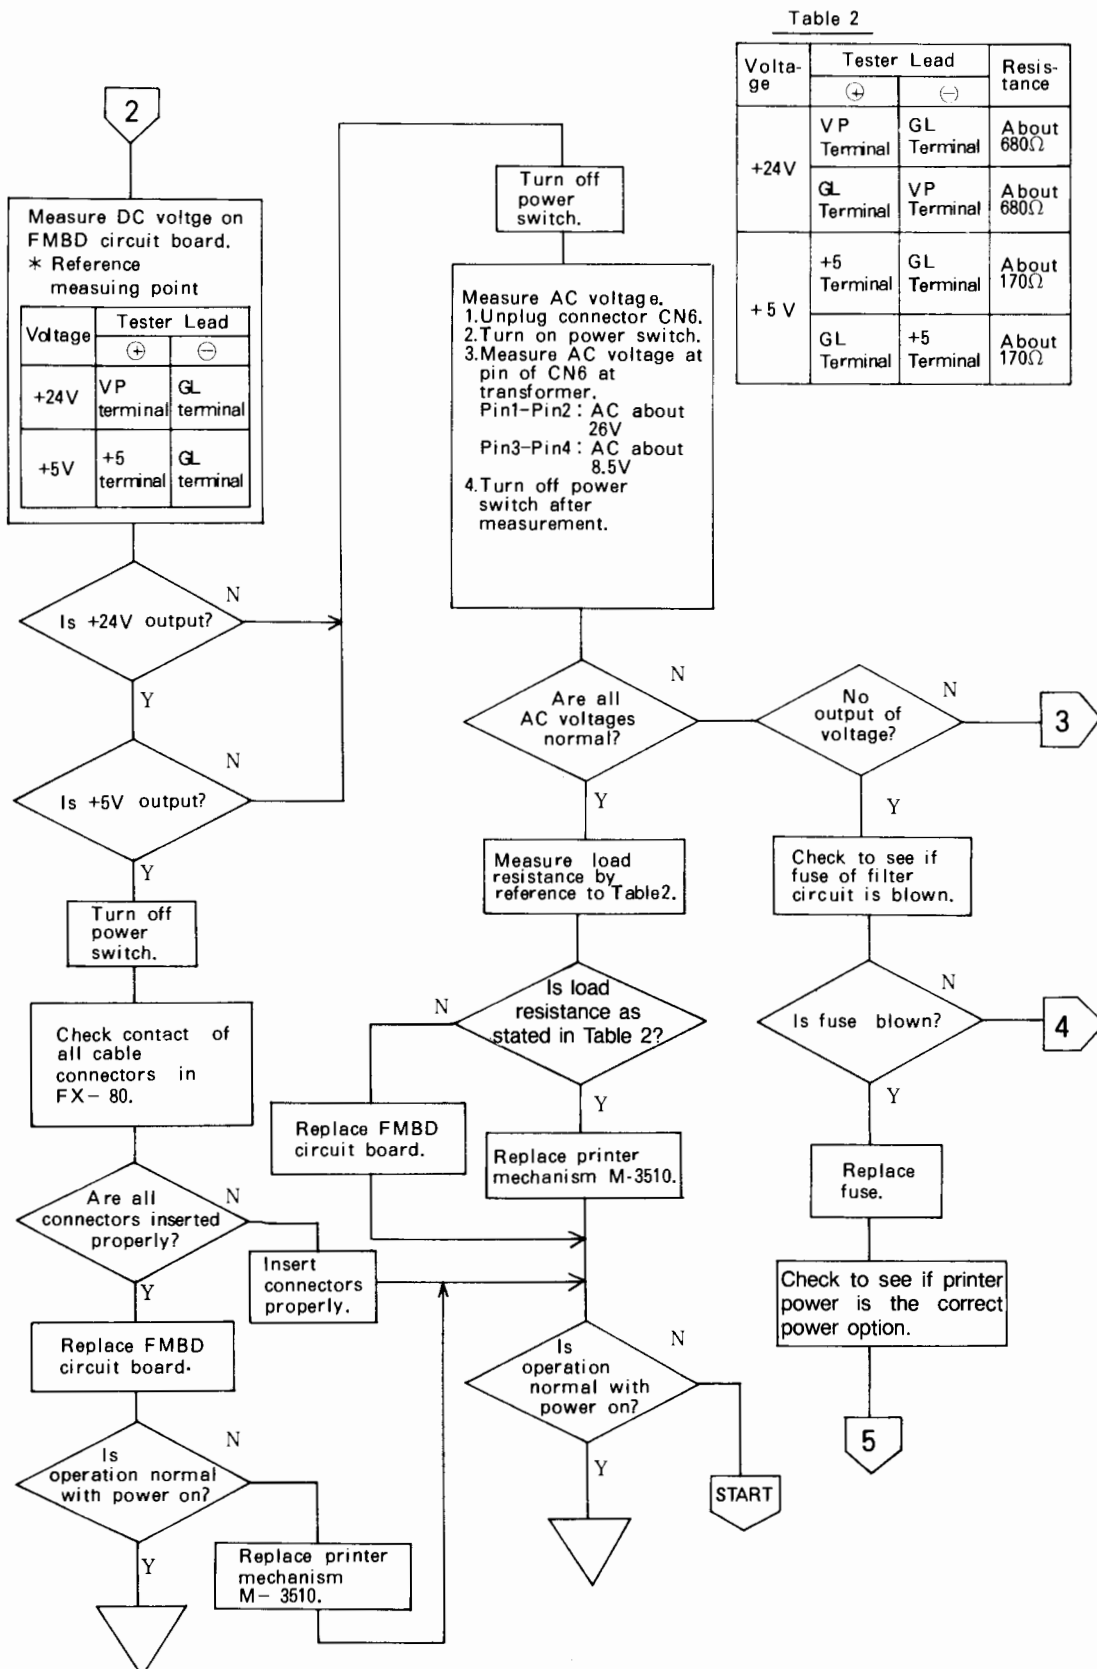 2
Measure DC voltge on
FMBD circuit board.
* Reference
measuing point
Voltage
Tester Lead
⊕ ⊖
+24V
VP
terminal
GL
terminal
+5V
+5
terminal
GL
terminal
Is +24V output?
N
Y
Is +5V output?
N
Y
Turn off
power
switch.
Check contact of
all cable
connectors in
FX-80.
Are all
connectors inserted
properly?
N
Insert
connectors
properly.
Y
Replace FMBD
circuit board.
Is
operation normal
with power on?
N
Replace printer
mechanism
M-3510.
Y
Turn off
power
switch.
Measure AC voltage.
1.Unplug connector CN6.
2.Turn on power switch.
3.Measure AC voltage at
pin of CN6 at
transformer.
Pin1-Pin2: AC about
26V
Pin3-Pin4: AC about
8.5V
4.Turn off power
switch after
measurement.
Are all
AC voltages
normal?
N
Y
Measure load
resistance by
reference to Table2.
Is load
resistance as
stated in Table 2?
N
Replace FMBD
circuit board.
Y
Replace printer
mechanism M-3510.
Is
operation
normal with
power on?
N
START
Y
Table 2
Volta-
ge
Tester Lead
⊕ ⊖
Resis-
tance
+24V
VP
Terminal
GL
Terminal
About
680Ω
GL
Terminal
VP
Terminal
About
680Ω
+5V
+5
Terminal
GL
Terminal
About
170Ω
GL
Terminal
+5
Terminal
About
170Ω
No
output of
voltage?
N
3
Y
Check to see if
fuse of filter
circuit is blown.
Is fuse blown?
N
4
Y
Replace
fuse.
Check to see if printer
power is the correct
power option.
5